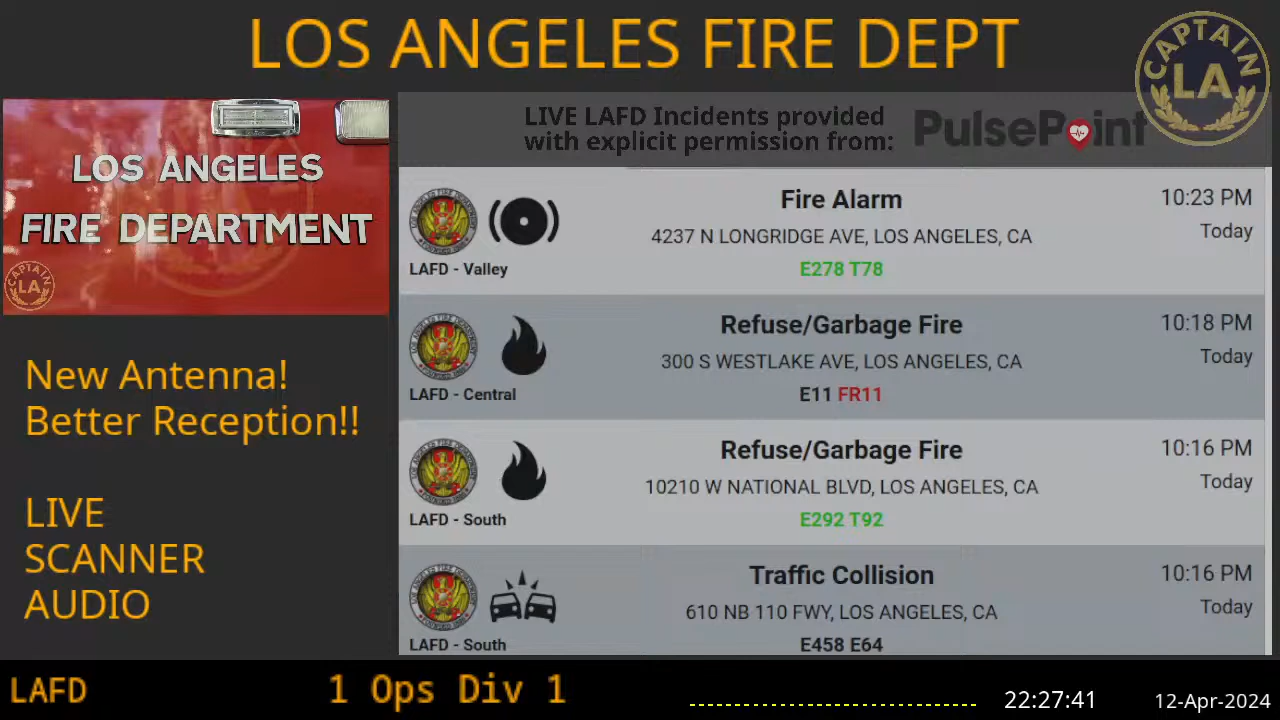 LOS ANGELES FIRE DEPT
CAPTAIN
LA
LOS ANGELES
FIRE DEPARTMENT
CAPTAIN
LA
LIVE LAFD Incidents provided
with explicit permission from:
PulsePoint
Fire Alarm
10:23 PM
4237 N LONGRIDGE AVE, LOS ANGELES, CA
Today
LAFD - Valley
E278 T78
Refuse/Garbage Fire
10:18 PM
300 S WESTLAKE AVE, LOS ANGELES, CA
Today
LAFD - Central
E11 FR11
Refuse/Garbage Fire
10:16 PM
10210 W NATIONAL BLVD, LOS ANGELES, CA
Today
LAFD - South
E292 T92
Traffic Collision
10:16 PM
610 NB 110 FWY, LOS ANGELES, CA
Today
LAFD - South
E458 E64
New Antenna!
Better Reception!!
LIVE
SCANNER
AUDIO
LAFD
1 Ops Div 1
22:27:41
12-Apr-2024